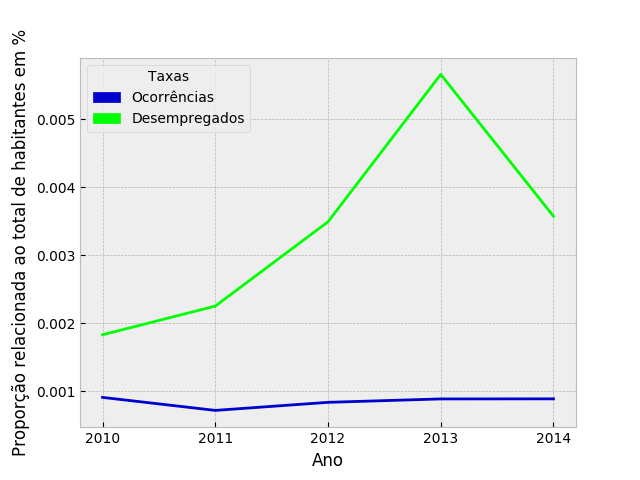 Proporção relacionada ao total de habitantes em %
Taxas
Ocorrências
Desempregados
0.005
0.004
0.003
0.002
0.001
2010 2011 2012 2013 2014
Ano